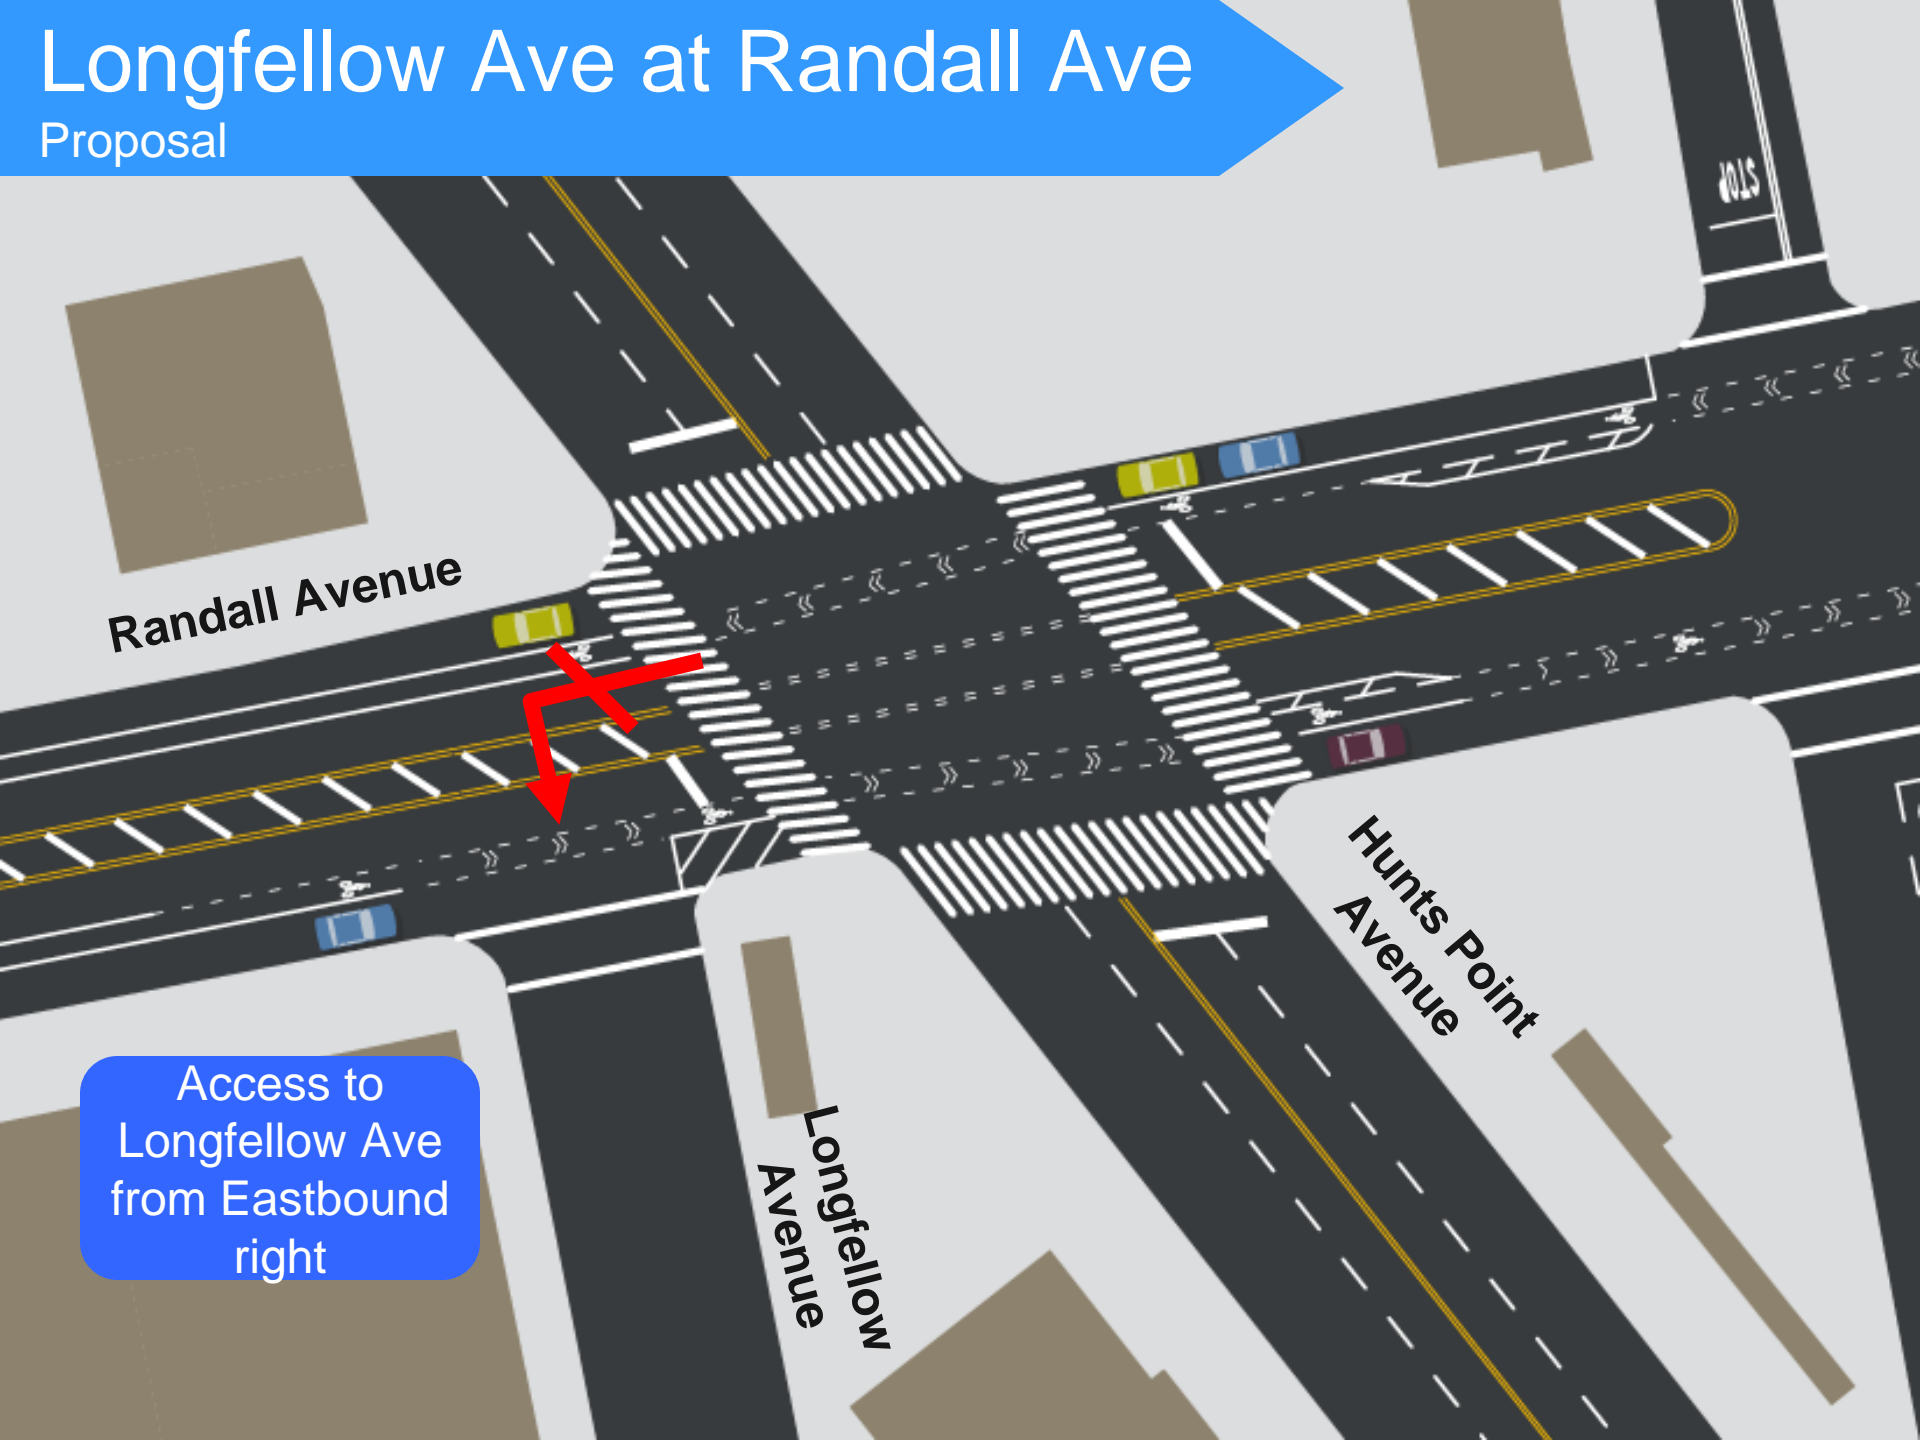 Longfellow Ave at Randall Ave
Proposal
STOP
Randall Avenue
Hunts Point
Avenue
Longfellow
Avenue
Access to
Longfellow Ave
from Eastbound
right